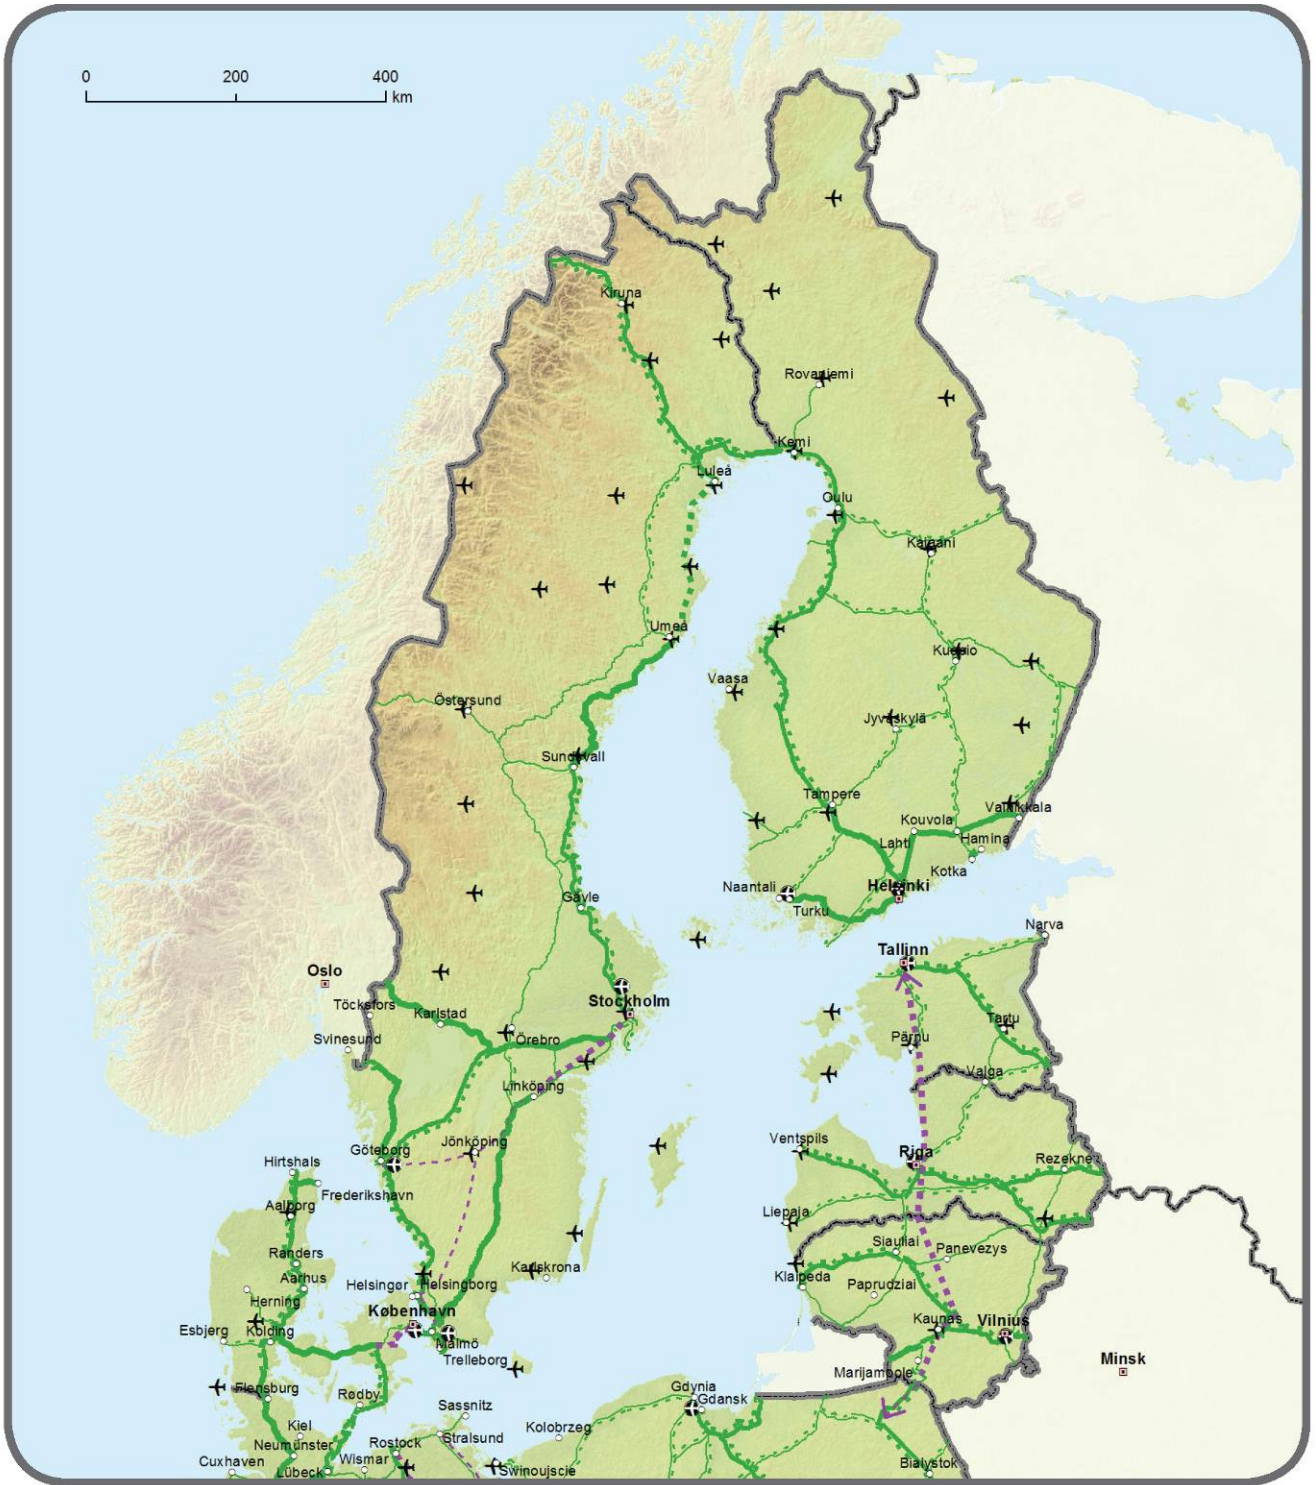 0 200 400
km
Kiruna
Rovaniemi
Kemi
Luleå
Oulu
Kajaani
Umeå
Kuopio
Vaasa
Östersund
Jyväskylä
Sundsvall
Tampere
Vainikkala
Kouvola
Lahti
Hamina
Kotka
Naantali
Helsinki
Turku
Gävle
Narva
Tallinn
Oslo
Stockholm
Töcksfors
Karlstad
Tartu
Svinesund
Örebro
Pärnu
Valga
Linköping
Ventspils
Jönköping
Göteborg
Riga
Rezekne
Hirtshals
Frederikshavn
Aalborg
Liepaja
Siauliai
Panevezys
Randers
Karlskrona
Aarhus
Helsingør
Helsingborg
Klaipeda
Paprudziai
Herning
København
Kaunas
Vilnius
Esbjerg
Kolding
Malmö
Trelleborg
Minsk
Marijampole
Flensburg
Rødby
Gdynia
Gdansk
Sassnitz
Kiel
Kolobrzeg
Stralsund
Neumünster
Rostock
Cuxhaven
Wismar
Lübeck
Swinoujscie
Bialystok